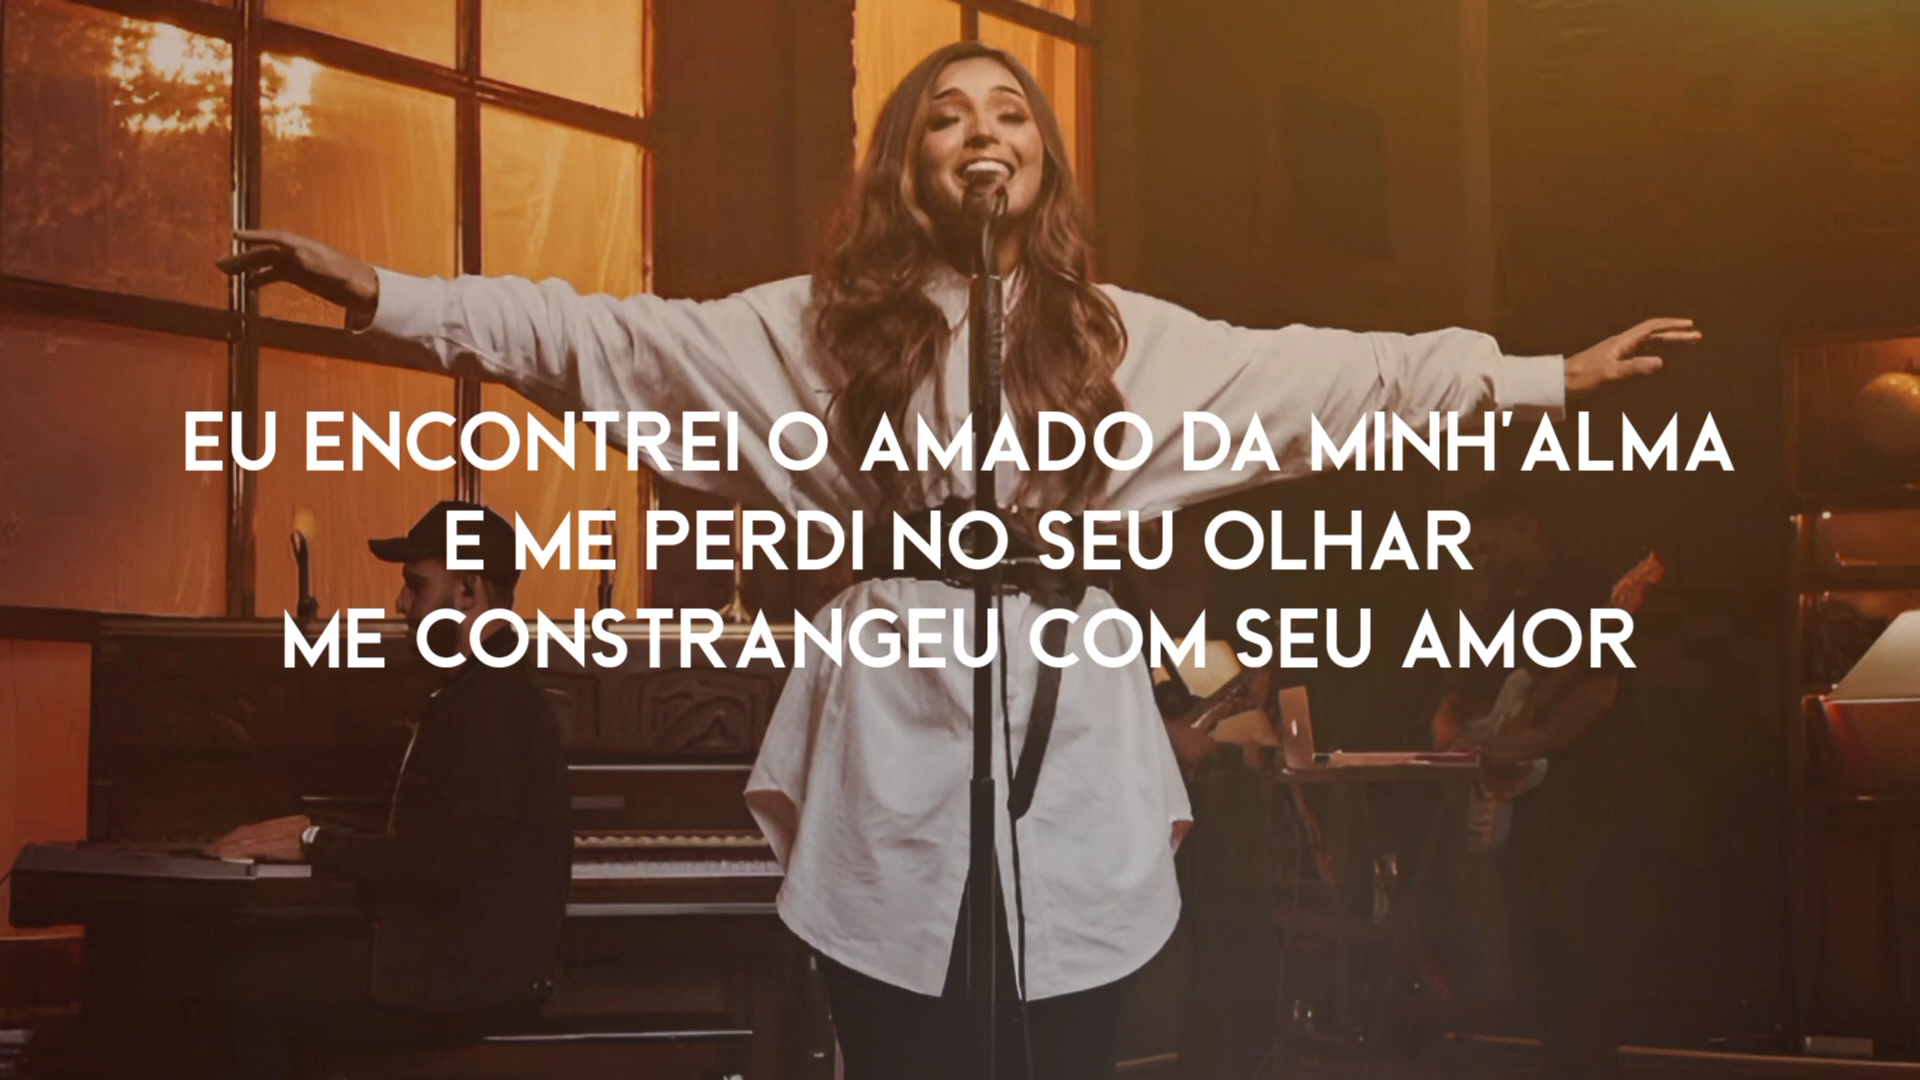 EU ENCONTREI O AMADO DA MINH'ALMA
E ME PERDI NO SEU OLHAR
ME CONSTRANGEU COM SEU AMOR